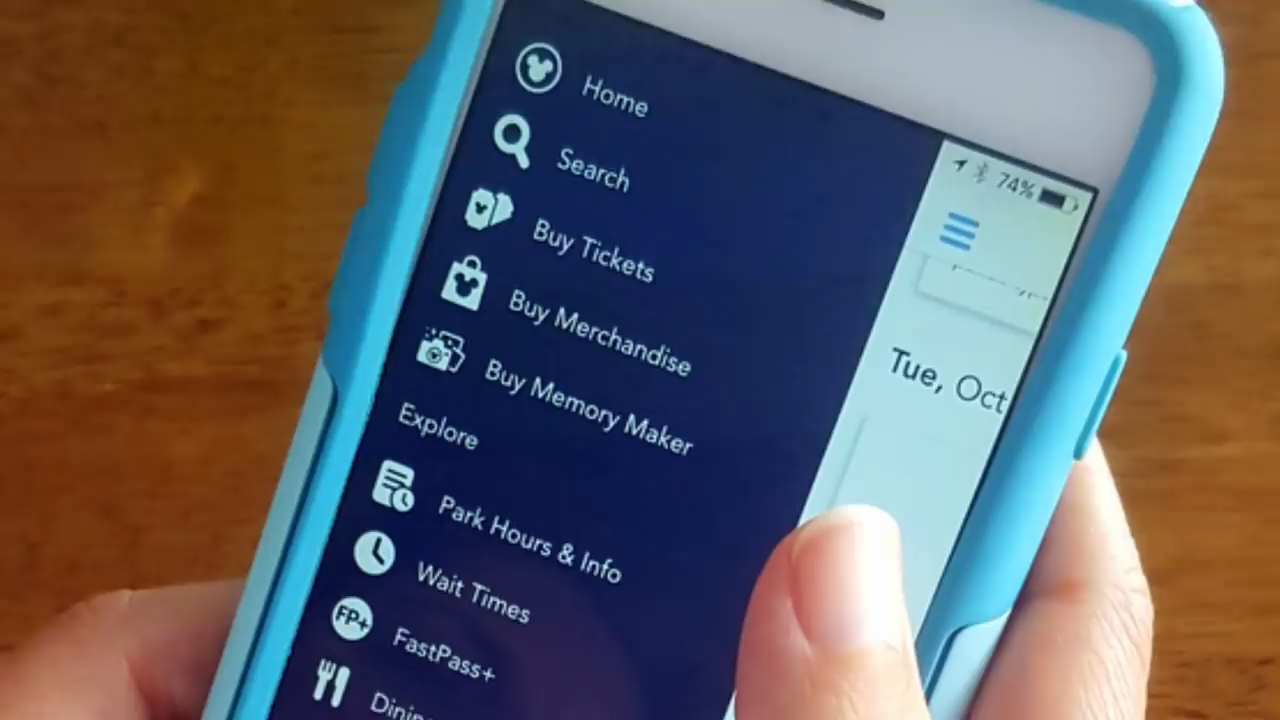 Home
Search
Buy Tickets
Buy Merchandise
Buy Memory Maker
Explore
Park Hours & Info
Wait Times
FP+
FastPass+
74%
Tue, Oct